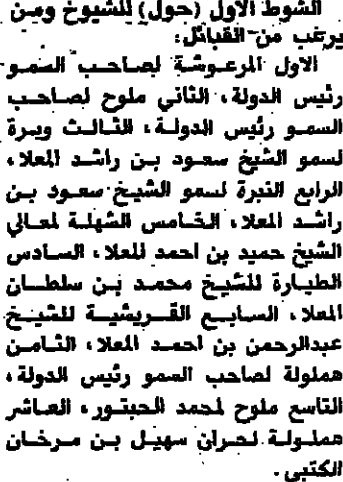 الشوط الاول (حول) للشيوخ ومن
يرغب من القبائل:
الاول المرعوشة لصاحب السمو
رئيس الدولة، الثاني ملوح لصاحب
السمو رئيس الدولة، الثالث وبرة
لسمو الشيخ سعود بن راشد المعلا،
الرابع النيرة لسمو الشيخ سعود بن
راشد المعلا، الخامس الشهلة لمعالي
الشيخ حميد بن احمد المعلا، السادس
الطيارة للشيخ محمد بن سلطان
المعلا، السابع القريشية للشيخ
عبدالرحمن بن احمد المعلا، الثامن
هملولة لصاحب السمو رئيس الدولة،
التاسع ملوح لمحمد الحبتور، العاشر
هملولة لحران سهيل بن مرخان
الكتبي.